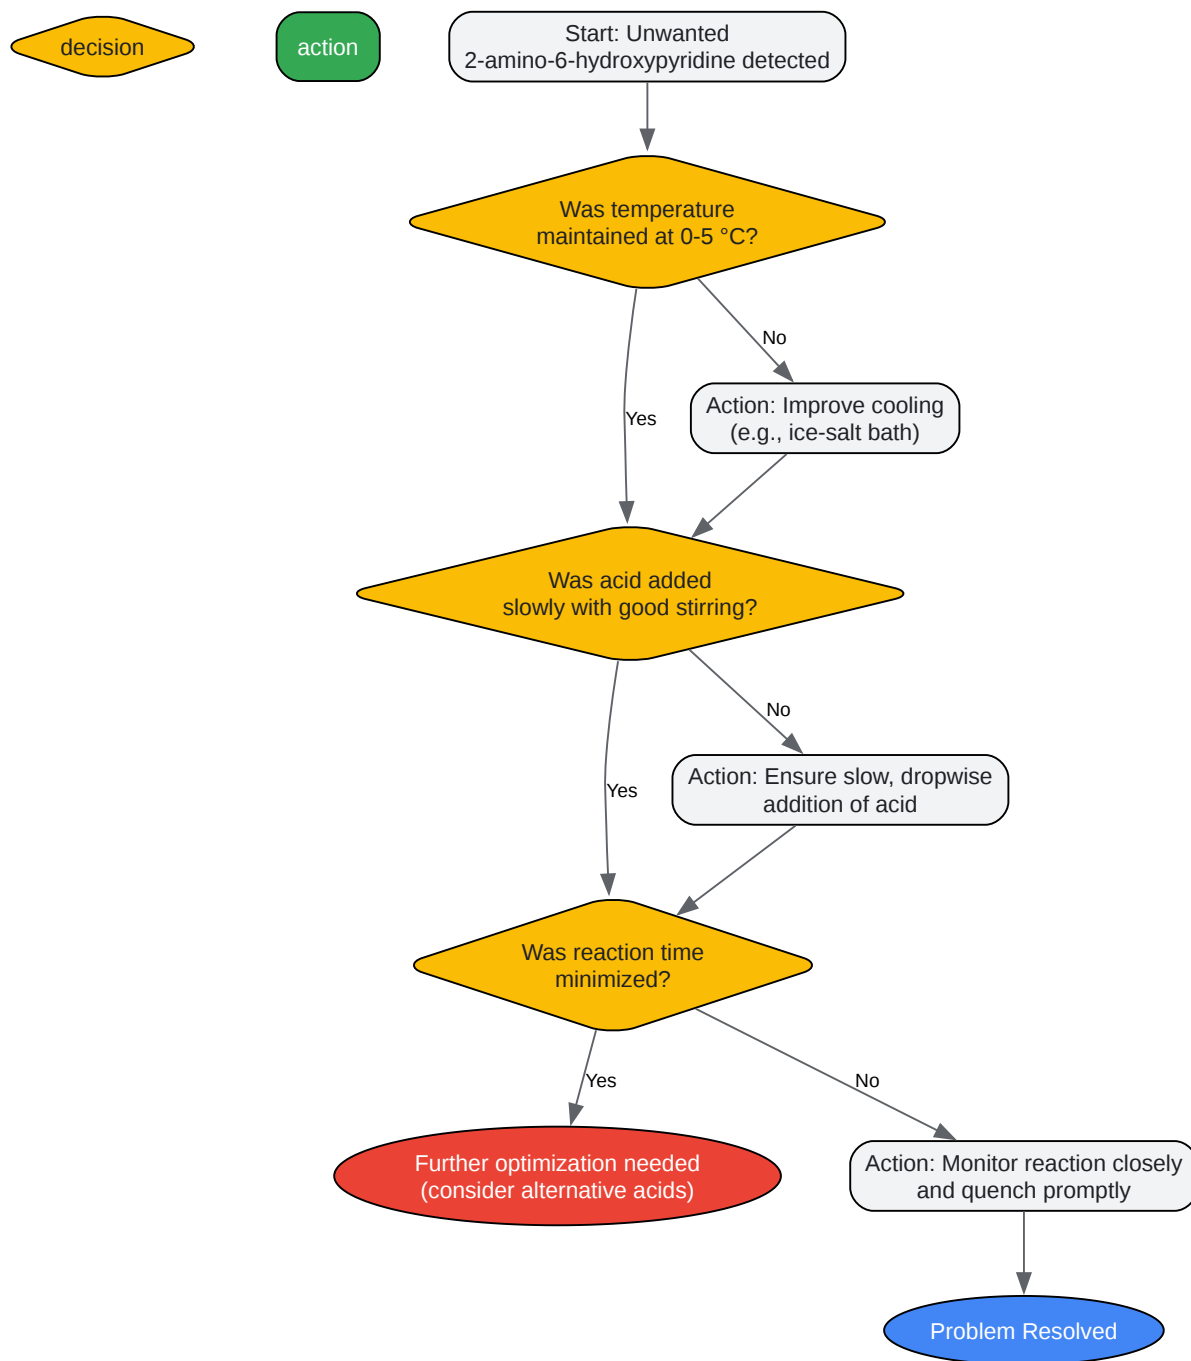 decision
action
Start: Unwanted
2-amino-6-hydroxypyridine detected
Was temperature
maintained at 0-5 °C?
No
Action: Improve cooling
(e.g., ice-salt bath)
Yes
Was acid added
slowly with good stirring?
No
Action: Ensure slow, dropwise
addition of acid
Yes
Was reaction time
minimized?
Yes
No
Further optimization needed
(consider alternative acids)
Action: Monitor reaction closely
and quench promptly
Problem Resolved